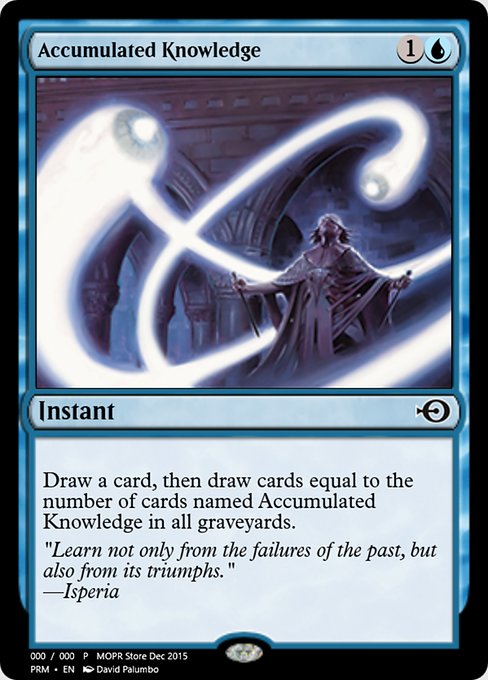 Accumulated Knowledge 1
Instant
Draw a card, then draw cards equal to the
number of cards named Accumulated
Knowledge in all graveyards.
"Learn not only from the failures of the past, but
also from its triumphs."
—Isperia
000 / 000 P MOPR Store Dec 2015
PRM • EN David Palumbo